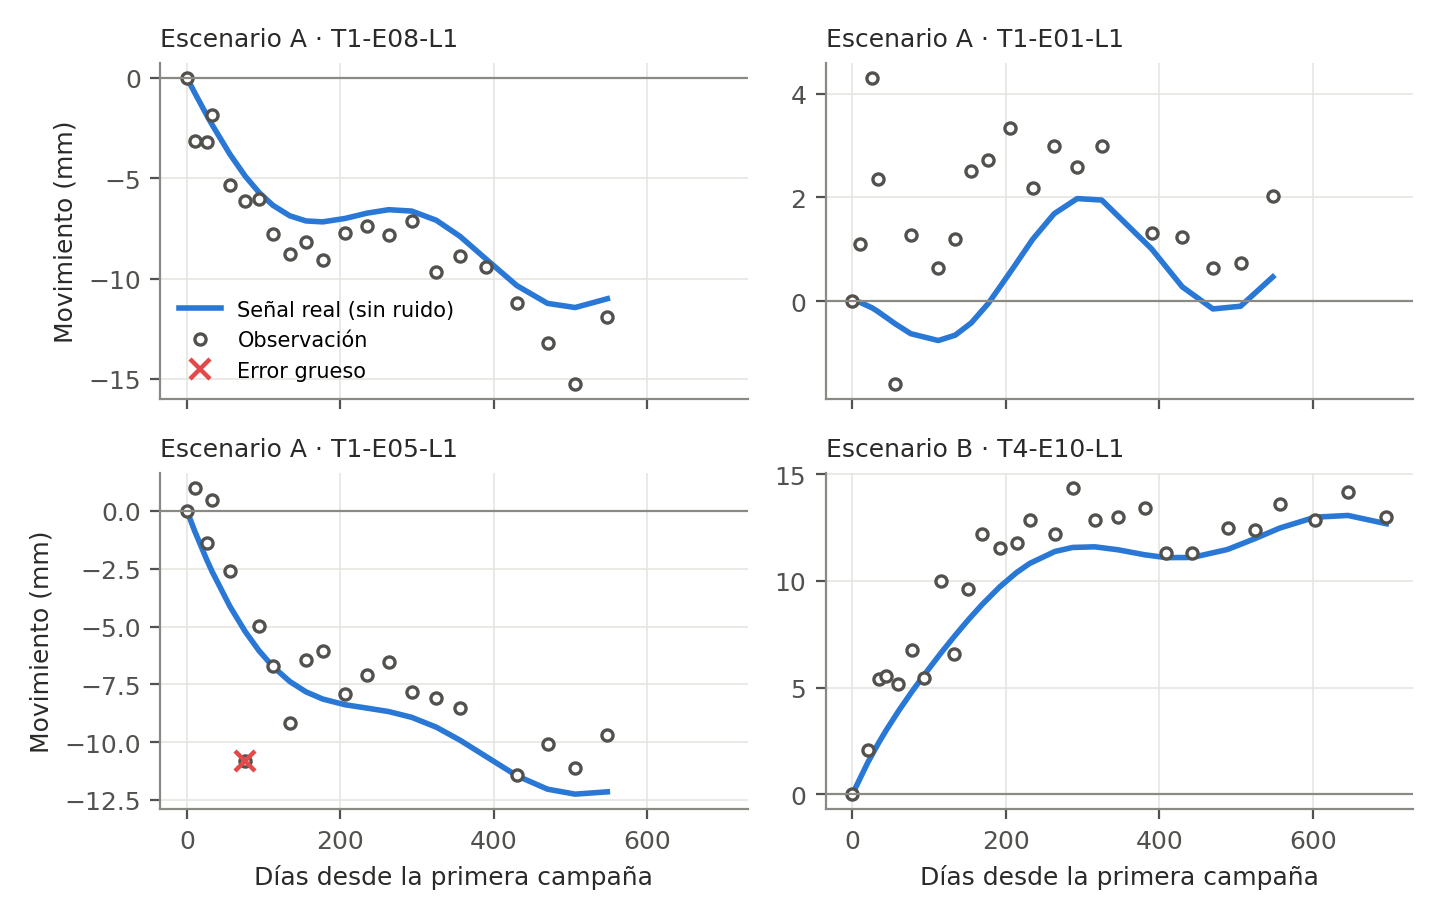 Escenario A · T1-E08-L1
Escenario A · T1-E01-L1
Movimiento (mm)
0
−5
−10
−15
Señal real (sin ruido)
Observación
Error grueso
4
2
0
Escenario A · T1-E05-L1
Escenario B · T4-E10-L1
Movimiento (mm)
0.0
−2.5
−5.0
−7.5
−10.0
−12.5
15
10
5
0
0 200 400 600
0 200 400 600
Días desde la primera campaña
Días desde la primera campaña